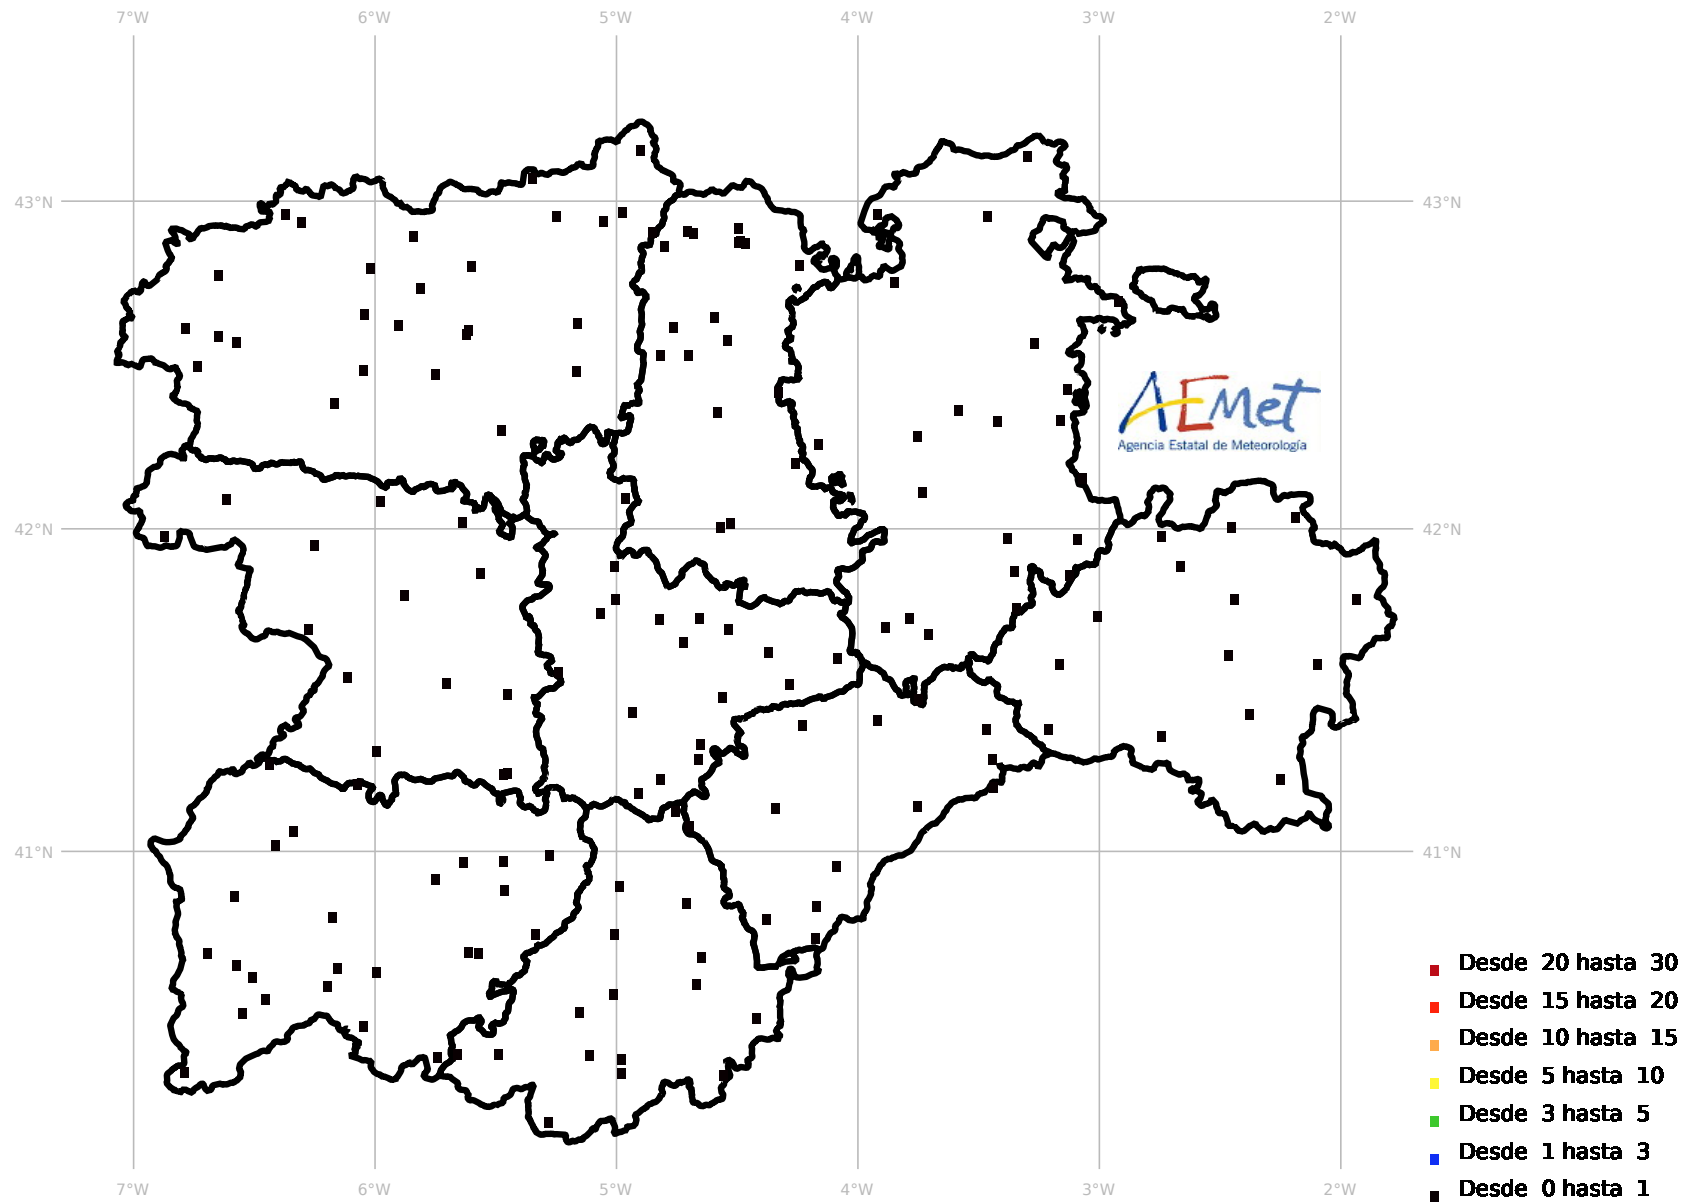 7°W 6°W 5°W 4°W 3°W 2°W
43°N 43°N
AEMet
Agencia Estatal de Meteorología
42°N 42°N
41°N 41°N
Desde 20 hasta 30
Desde 15 hasta 20
Desde 10 hasta 15
Desde 5 hasta 10
Desde 3 hasta 5
Desde 1 hasta 3
Desde 0 hasta 1
7°W 6°W 5°W 4°W 3°W 2°W